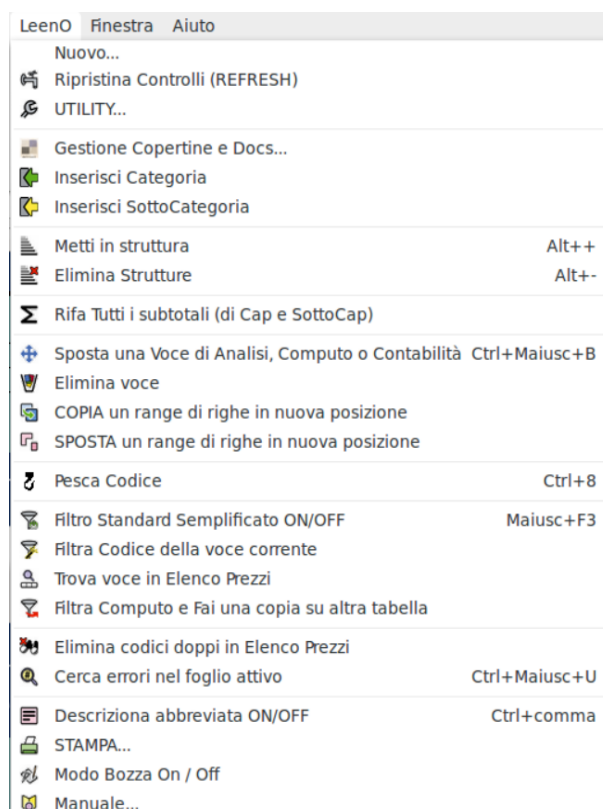 LeenO Finestra Aiuto
Nuovo...
Ripristina Controlli (REFRESH)
UTILITY...
Gestione Copertine e Docs...
Inserisci Categoria
Inserisci SottoCategoria
Metti in struttura Alt++
Elimina Strutture Alt+-
Rifa Tutti i subtotali (di Cap e SottoCap)
Sposta una Voce di Analisi, Computo o Contabilità Ctrl+Maiusc+B
Elimina voce
COPIA un range di righe in nuova posizione
SPOSTA un range di righe in nuova posizione
Pesca Codice Ctrl+8
Filtro Standard Semplificato ON/OFF Maiusc+F3
Filtra Codice della voce corrente
Trova voce in Elenco Prezzi
Filtra Computo e Fai una copia su altra tabella
Elimina codici doppi in Elenco Prezzi
Cerca errori nel foglio attivo Ctrl+Maiusc+U
Descriziona abbreviata ON/OFF Ctrl+comma
STAMPA...
Modo Bozza On / Off
Manuale...